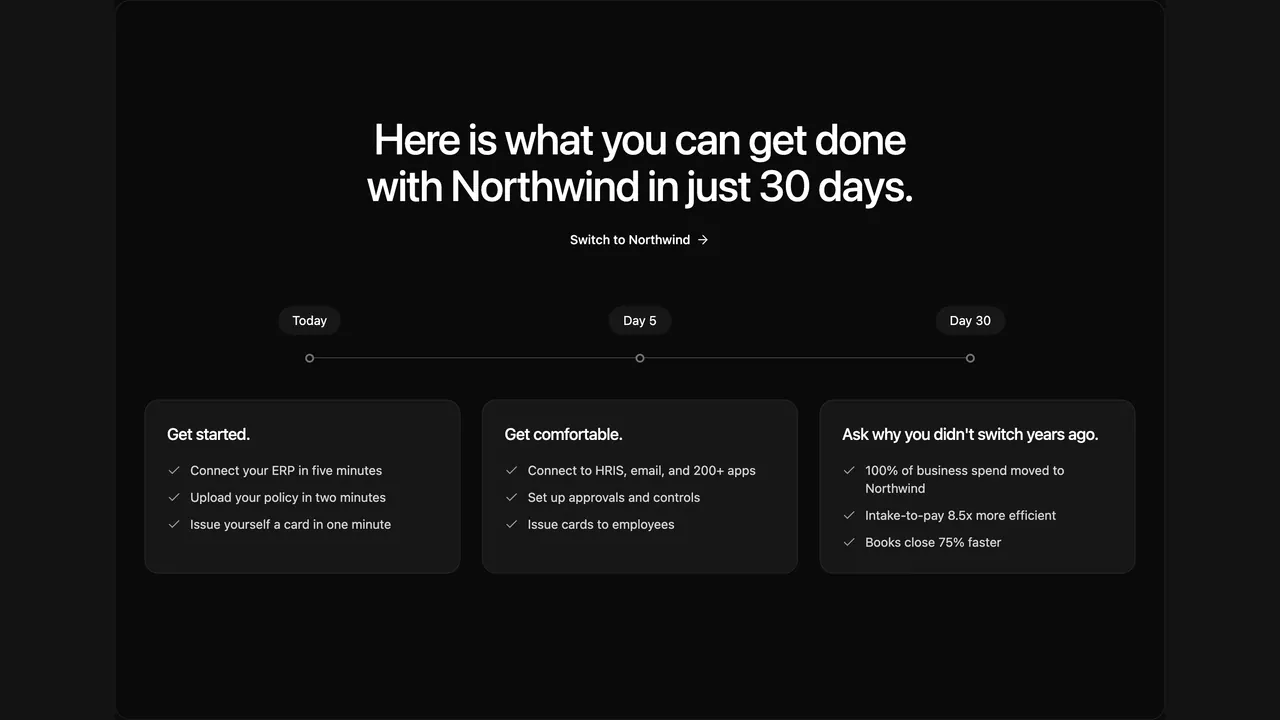 Here is what you can get done
with Northwind in just 30 days.
Switch to Northwind →
Today
Day 5
Day 30
Get started.
Connect your ERP in five minutes
Upload your policy in two minutes
Issue yourself a card in one minute
Get comfortable.
Connect to HRIS, email, and 200+ apps
Set up approvals and controls
Issue cards to employees
Ask why you didn't switch years ago.
100% of business spend moved to
Northwind
Intake-to-pay 8.5x more efficient
Books close 75% faster